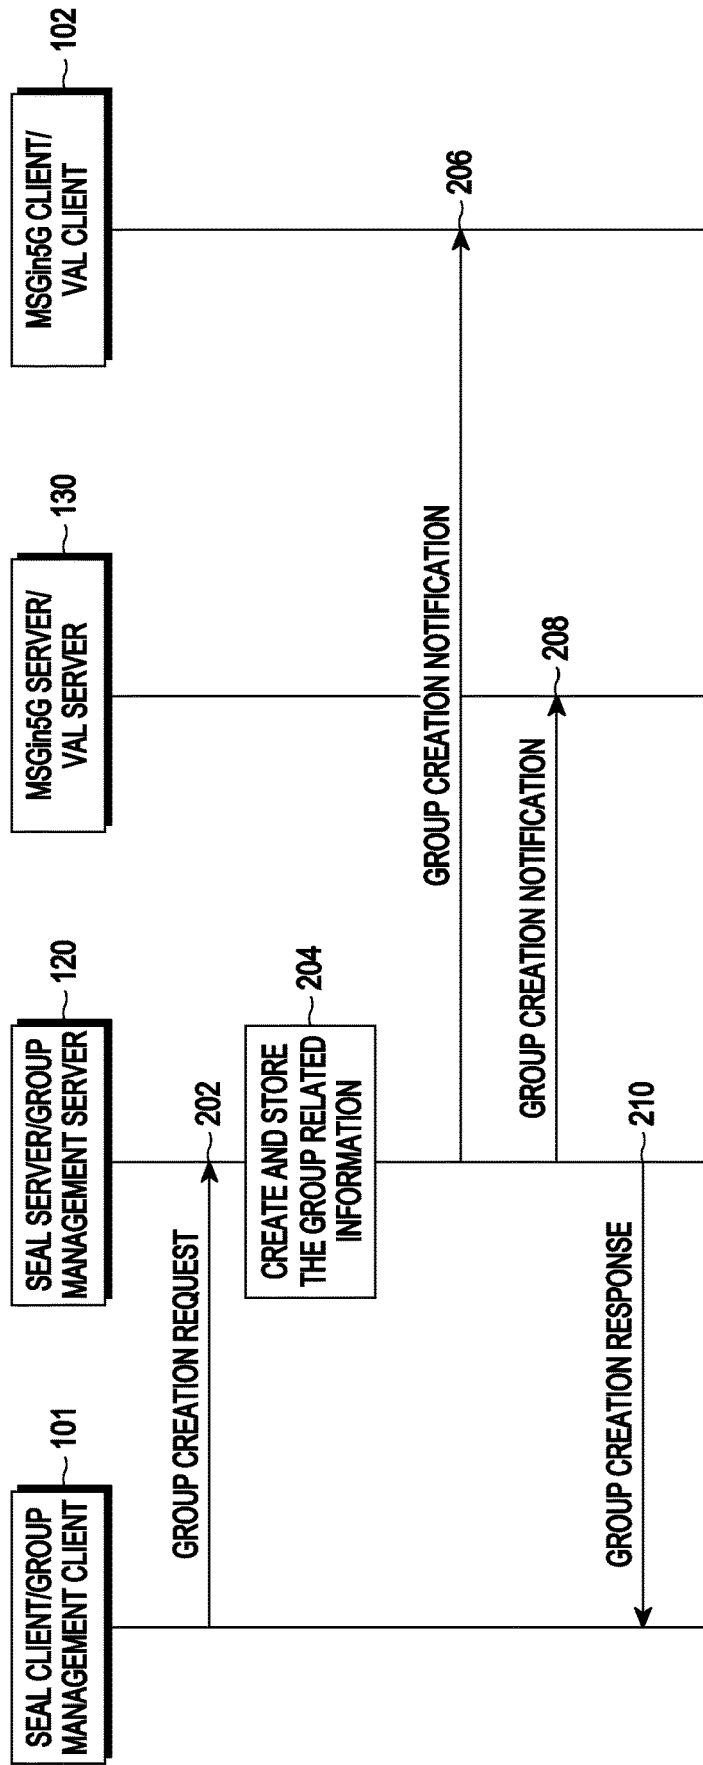 SEAL CLIENT/GROUP
MANAGEMENT CLIENT
101
SEAL SERVER/GROUP
MANAGEMENT SERVER
120
MSGin5G SERVER/
VAL SERVER
130
MSGin5G CLIENT/
VAL CLIENT
102
GROUP CREATION REQUEST
202
CREATE AND STORE
THE GROUP RELATED
INFORMATION
204
GROUP CREATION NOTIFICATION
206
GROUP CREATION NOTIFICATION
208
GROUP CREATION RESPONSE
210